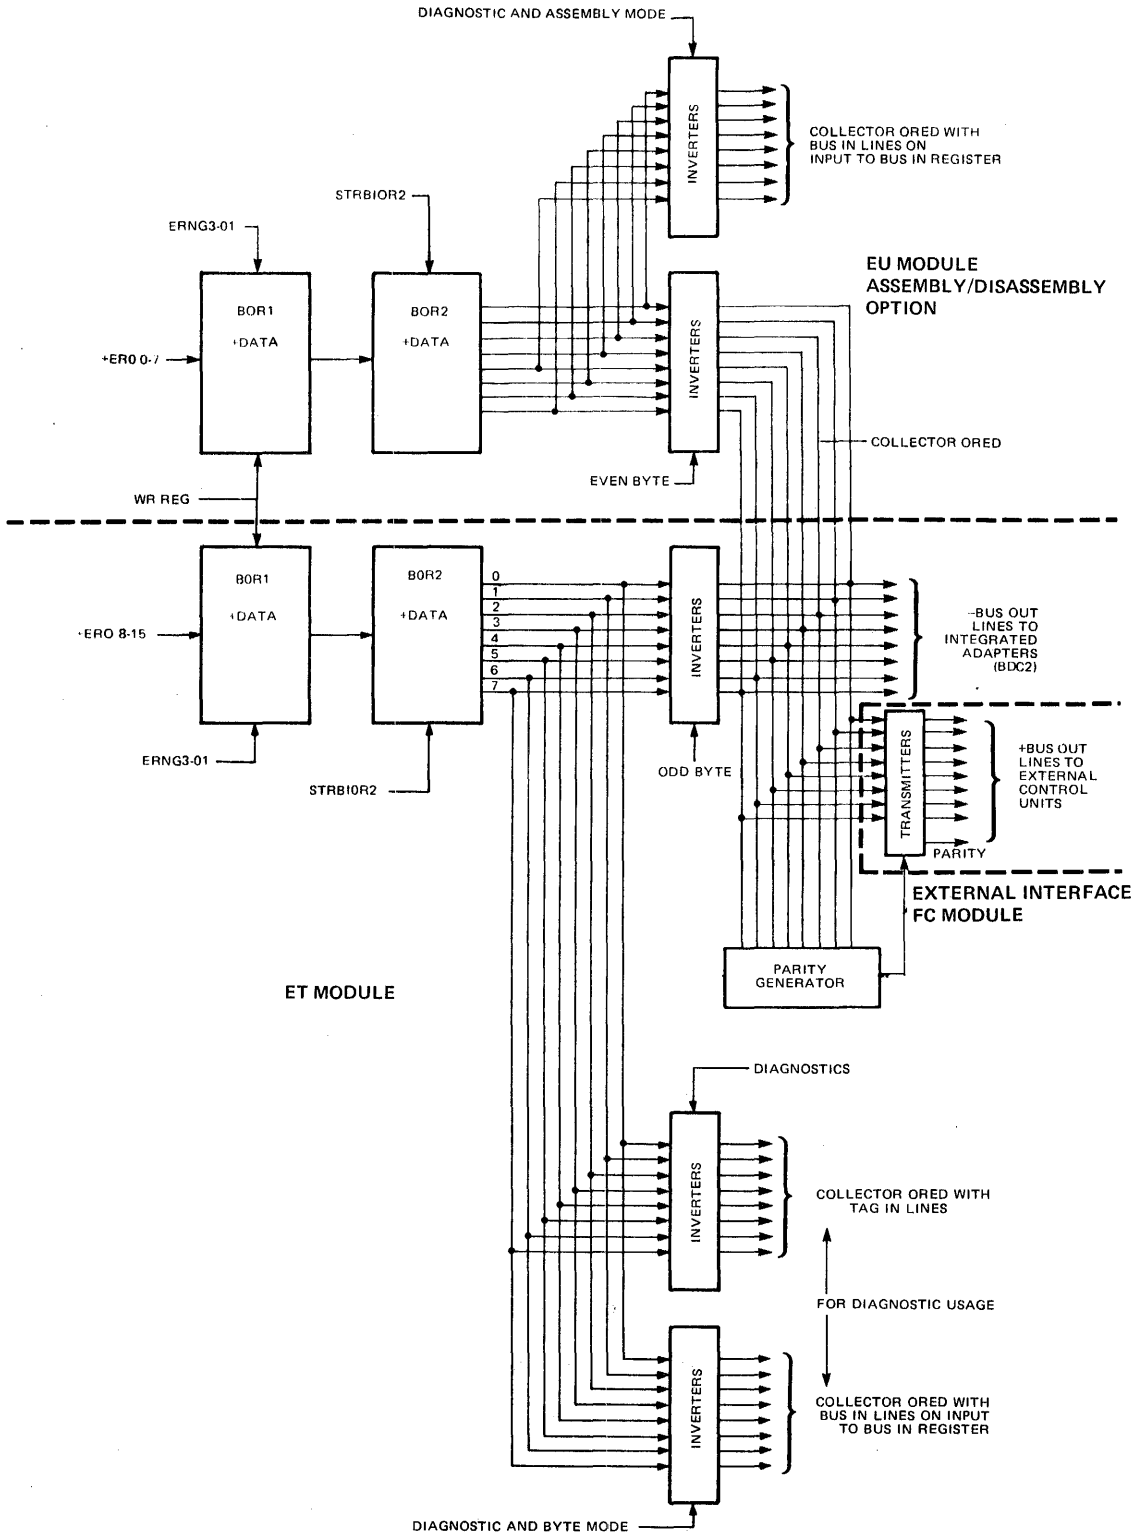 DIAGNOSTIC AND ASSEMBLY MODE
INVERTERS
COLLECTOR ORED WITH
BUS IN LINES ON
INPUT TO BUS IN REGISTER
STRBIOR2
ERNG3-01
EU MODULE
ASSEMBLY/DISASSEMBLY
OPTION
BOR1
+DATA
BOR2
+DATA
INVERTERS
+ER0 0-7
COLLECTOR ORED
EVEN BYTE
WR REG
B0R1
+DATA
B0R2
+DATA
0
1
2
3
4
5
6
7
INVERTERS
-BUS OUT
LINES TO
INTEGRATED
ADAPTERS
(BDC2)
+ERO 8-15
ERNG3-01
STRBI0R2
ODD BYTE
TRANSMITTERS
+BUS OUT
LINES TO
EXTERNAL
CONTROL
UNITS
PARITY
EXTERNAL INTERFACE
FC MODULE
PARITY
GENERATOR
ET MODULE
DIAGNOSTICS
INVERTERS
COLLECTOR ORED WITH
TAG IN LINES
FOR DIAGNOSTIC USAGE
INVERTERS
COLLECTOR ORED WITH
BUS IN LINES ON INPUT
TO BUS IN REGISTER
DIAGNOSTIC AND BYTE MODE